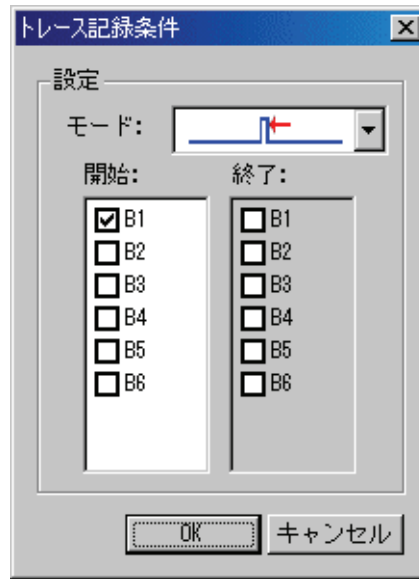 トレース記録条件
設定
モード:
開始: 終了:
B1 B1
B2 B2
B3 B3
B4 B4
B5 B5
B6 B6
OK キャンセル